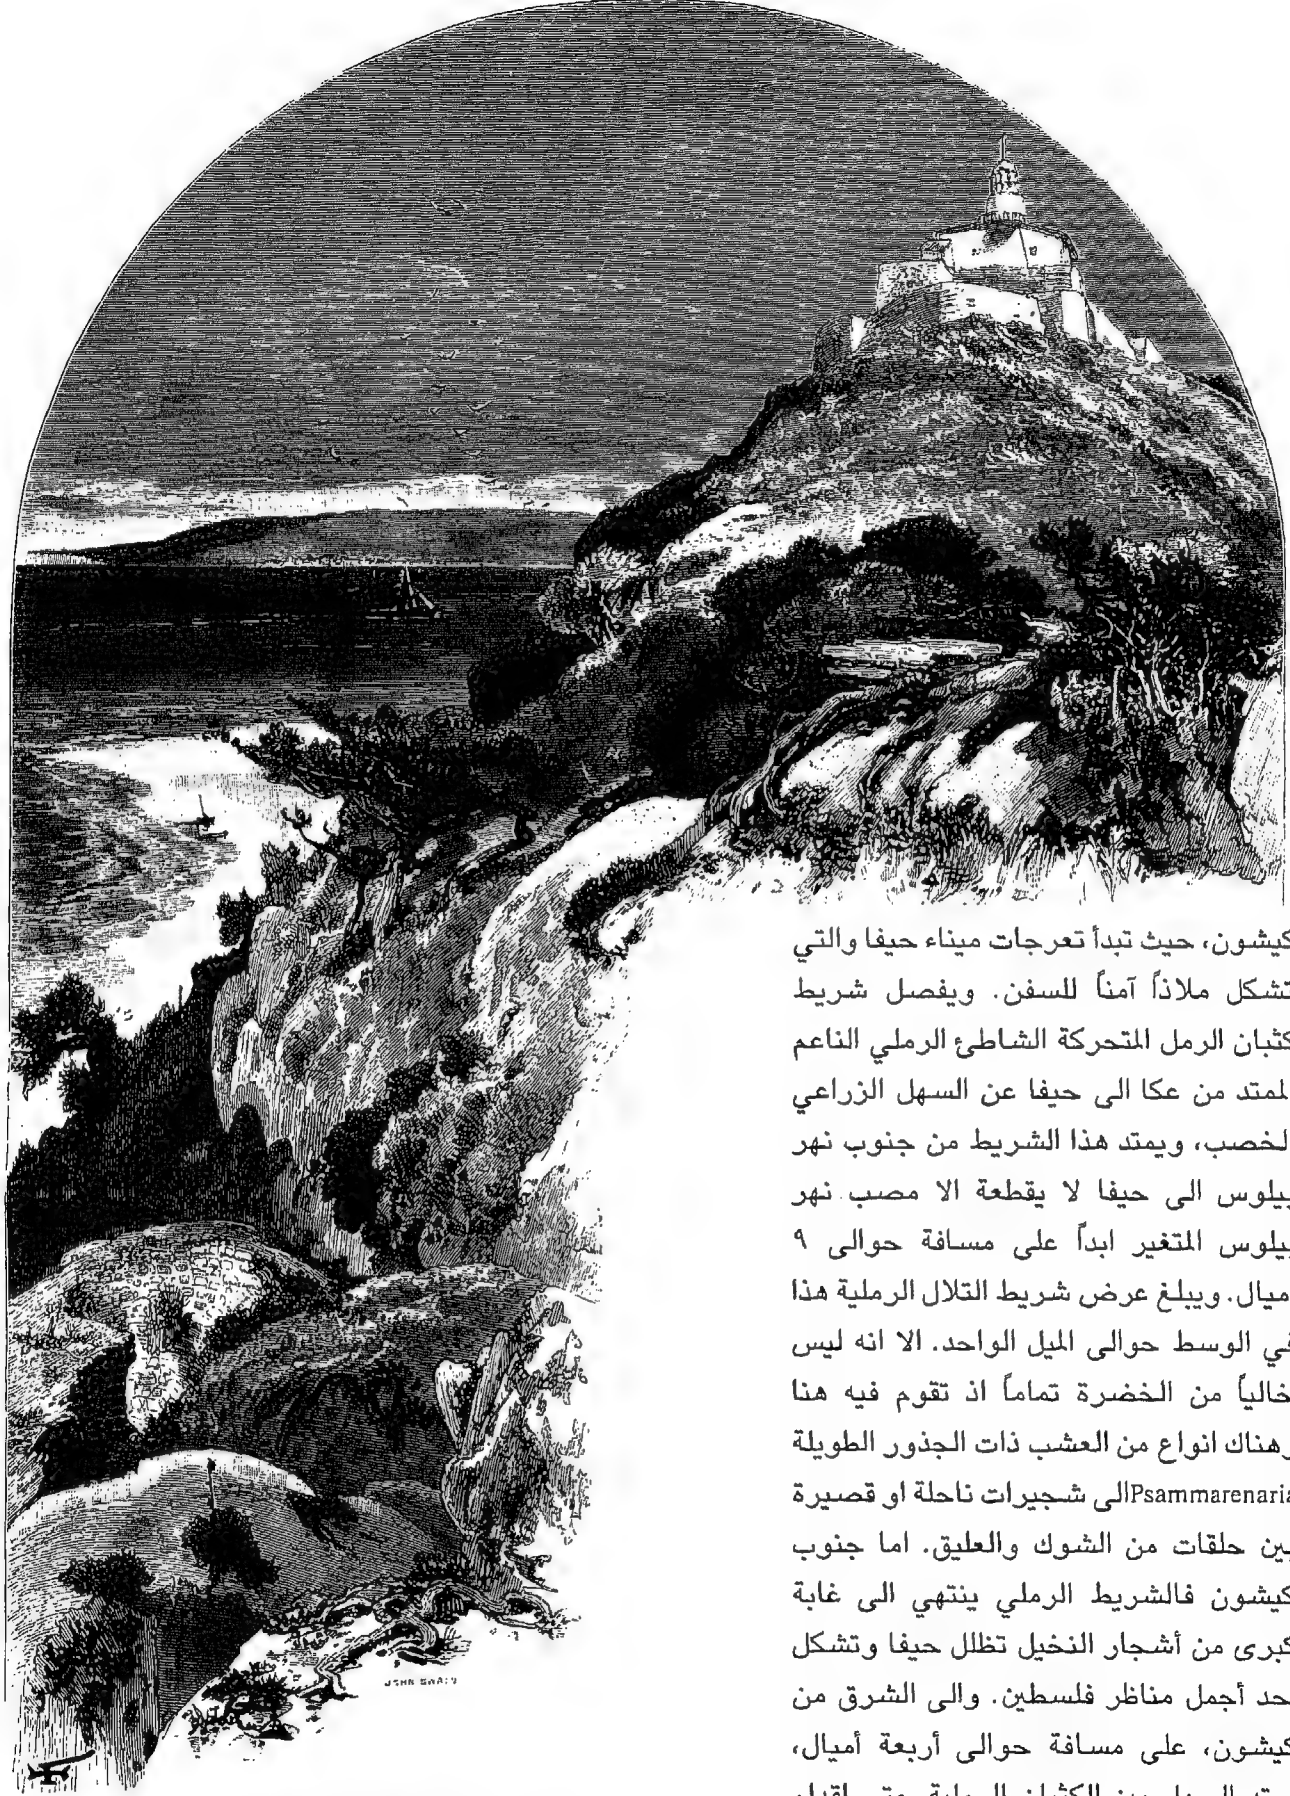 كيشون، حيث تبدأ تعرجات ميناء حيفا والتي
تشكل ملاذاً آمناً للسفن. ويفصل شريط
كثبان الرمل المتحركة الشاطئ الرملي الناعم
لممتد من عكا الى حيفا عن السهل الزراعي
لخصب، ويمتد هذا الشريط من جنوب نهر
بيلوس الى حيفا لا يقطعة الا مصب نهر
بيلوس المتغير ابداً على مسافة حوالى ٩
ميال. ويبلغ عرض شريط التلال الرملية هذا
في الوسط حوالى الميل الواحد. الا انه ليس
خالياً من الخضرة تماماً اذ تقوم فيه هنا
وهناك انواع من العشب ذات الجذور الطويلة
Psammarenaria الى شجيرات ناحلة او قصيرة
بين حلقات من الشوك والعليق. اما جنوب
كيشون فالشريط الرملي ينتهي الى غابة
كبرى من أشجار النخيل تظلل حيفا وتشكل
حد أجمل مناظر فلسطين. والى الشرق من
كيشون، على مسافة حوالى أربعة أميال،
الكثبان الرملية
JOHN SWAIN